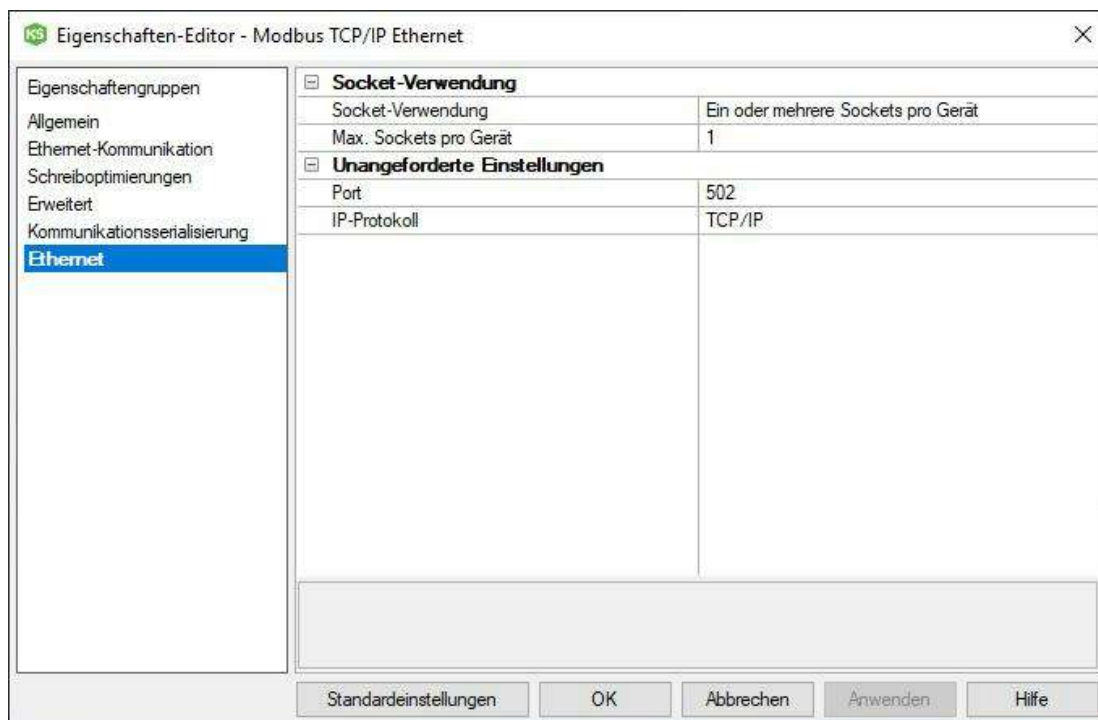 KS Eigenschaften-Editor - Modbus TCP/IP Ethernet
Eigenschaftengruppen
Allgemein
Ethernet-Kommunikation
Schreiboptimierungen
Erweitert
Kommunikationsserialisierung
Ethernet
Socket-Verwendung
Socket-Verwendung Ein oder mehrere Sockets pro Gerät
Max. Sockets pro Gerät 1
Unangeforderte Einstellungen
Port 502
IP-Protokoll TCP/IP
Standardeinstellungen OK Abbrechen Anwenden Hilfe